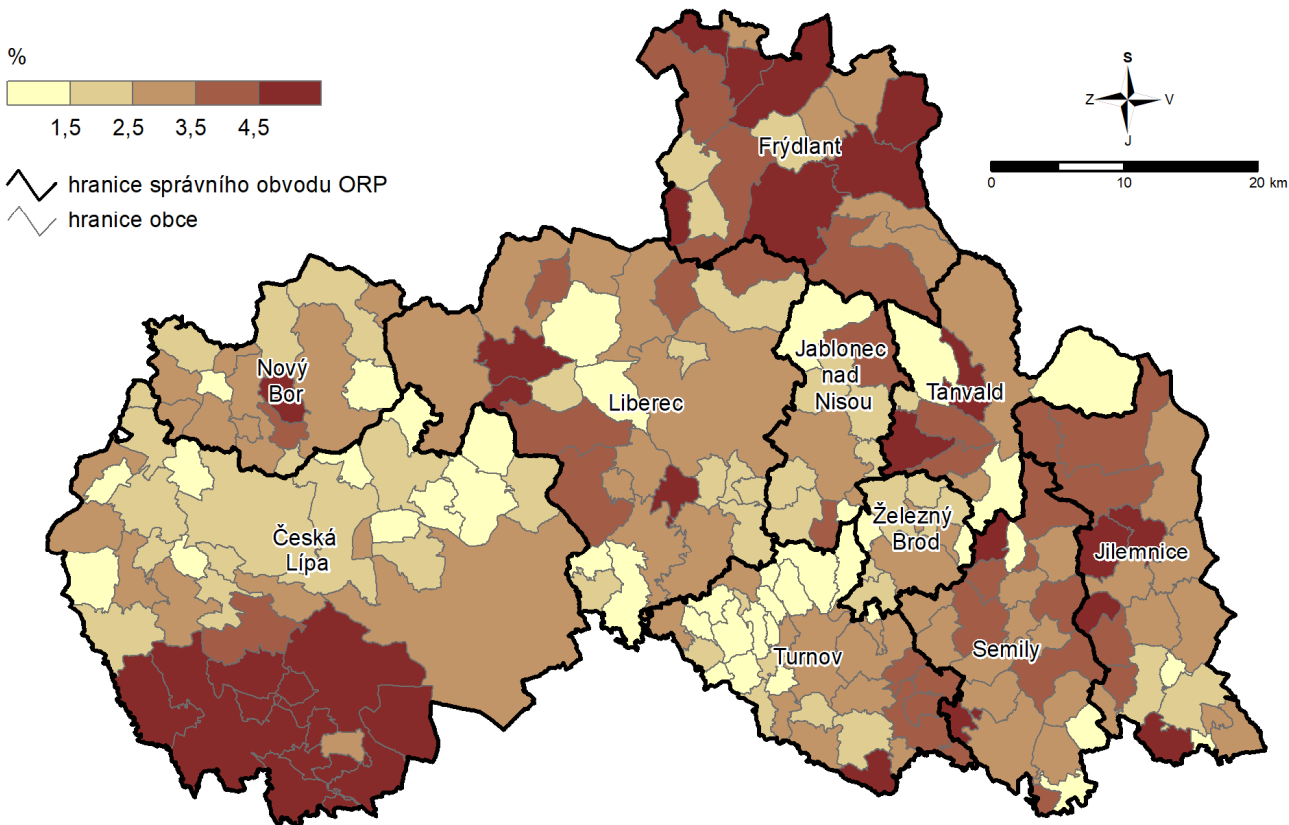 %
1,5 2,5 3,5 4,5
hranice správního obvodu ORP
hranice obce
S
Z V
J
0 10 20 km
Frýdlant
Nový
Bor
Liberec
Jablonec
nad
Nisou
Tanvald
Česká
Lípa
Železný
Brod
Jilemnice
Turnov
Semily